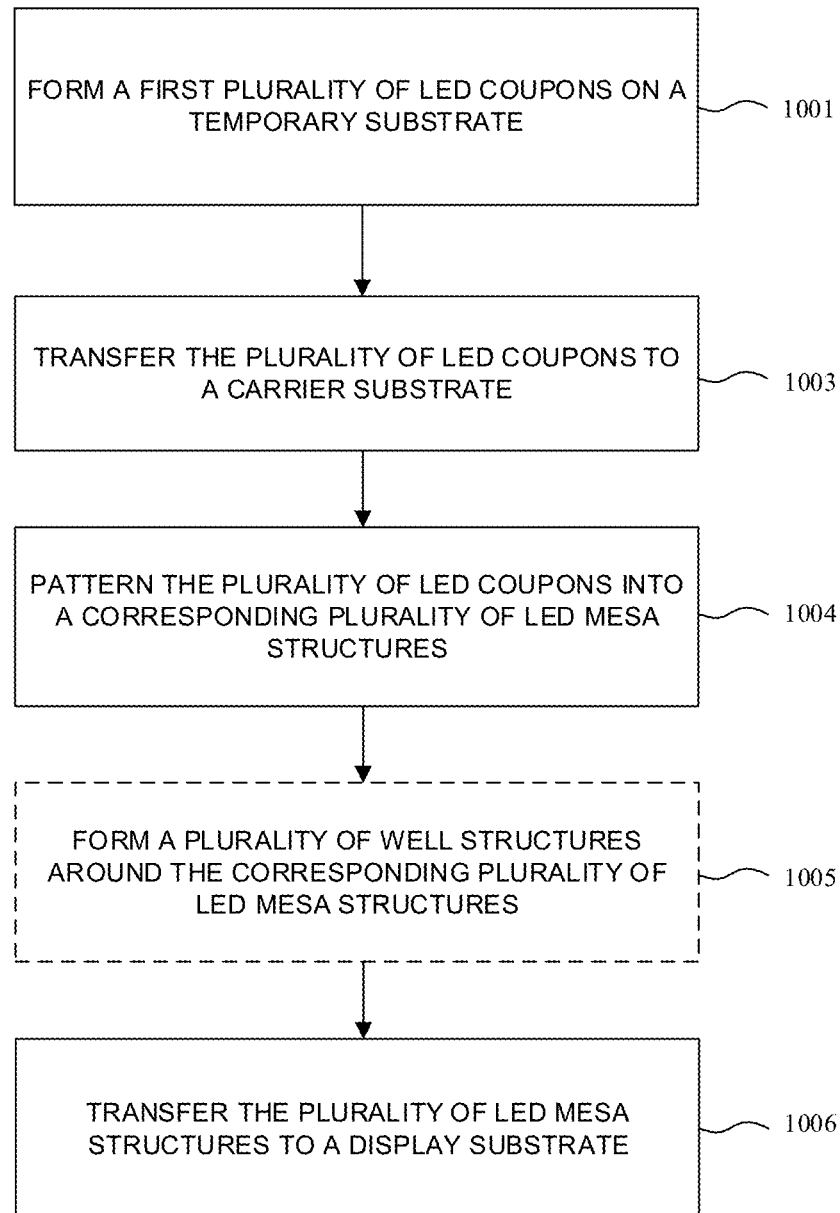 FORM A FIRST PLURALITY OF LED COUPONS ON A
TEMPORARY SUBSTRATE
1001
TRANSFER THE PLURALITY OF LED COUPONS TO
A CARRIER SUBSTRATE
1003
PATTERN THE PLURALITY OF LED COUPONS INTO
A CORRESPONDING PLURALITY OF LED MESA
STRUCTURES
1004
FORM A PLURALITY OF WELL STRUCTURES
AROUND THE CORRESPONDING PLURALITY OF
LED MESA STRUCTURES
1005
TRANSFER THE PLURALITY OF LED MESA
STRUCTURES TO A DISPLAY SUBSTRATE
1006